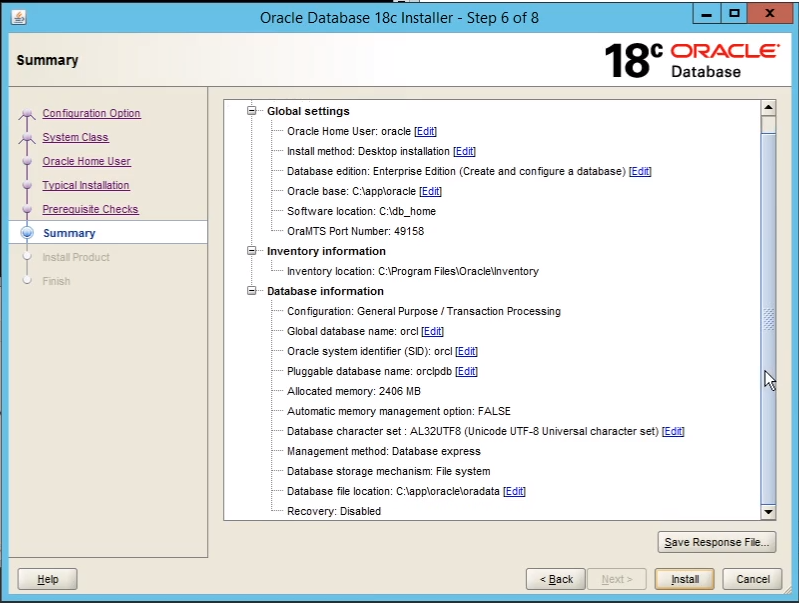 Oracle Database 18c Installer - Step 6 of 8
Summary
18c ORACLE
Database
Configuration Option
System Class
Oracle Home User
Typical Installation
Prerequisite Checks
Summary
Install Product
Finish
Global settings
Oracle Home User: oracle [Edit]
Install method: Desktop installation [Edit]
Database edition: Enterprise Edition (Create and configure a database) [Edit]
Oracle base: C:\app\oracle [Edit]
Software location: C:\db_home
OraMTS Port Number: 49158
Inventory information
Inventory location: C:\Program Files\Oracle\Inventory
Database information
Configuration: General Purpose / Transaction Processing
Global database name: orcl [Edit]
Oracle system identifier (SID): orcl [Edit]
Pluggable database name: orclpdb [Edit]
Allocated memory: 2406 MB
Automatic memory management option: FALSE
Database character set : AL32UTF8 (Unicode UTF-8 Universal character set) [Edit]
Management method: Database express
Database storage mechanism: File system
Database file location: C:\app\oracle\oradata [Edit]
Recovery: Disabled
Save Response File...
Help
< Back
Next >
Install
Cancel